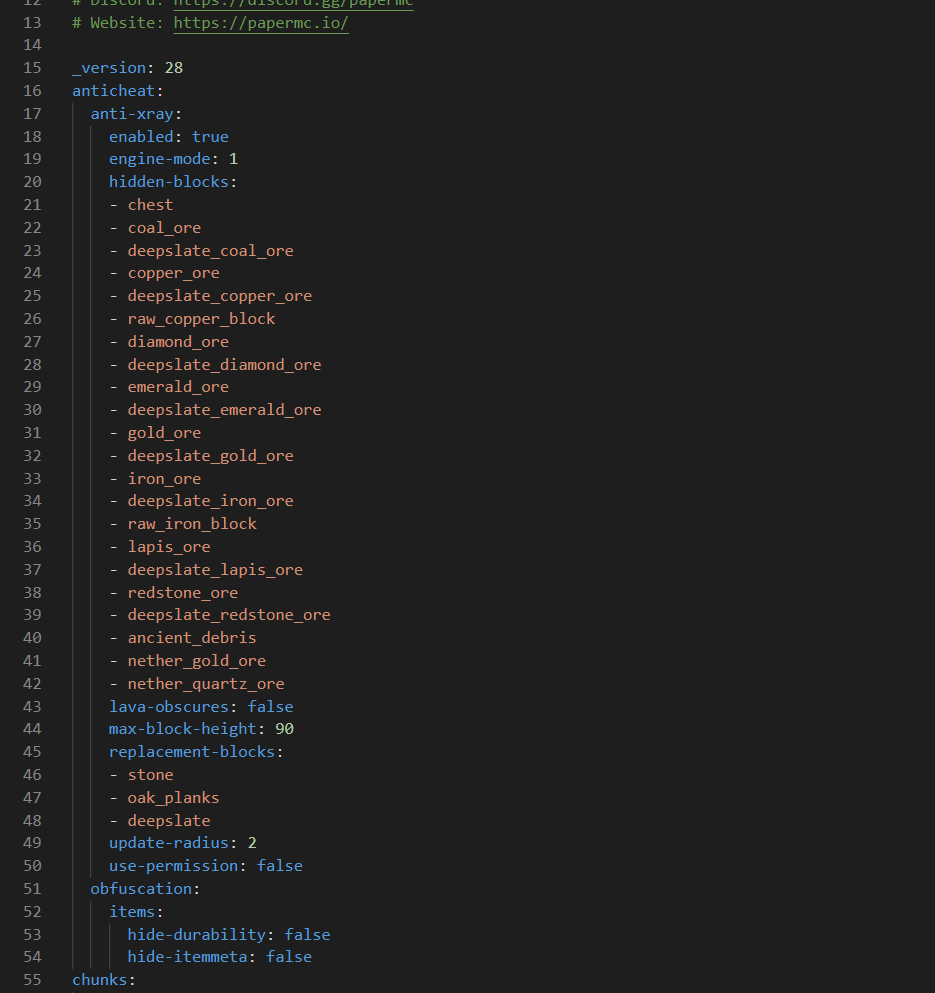 12 # Discord: https://discord.gg/papermc
13 # Website: https://papermc.io/
14
15 _version: 28
16 anticheat:
17   anti-xray:
18     enabled: true
19     engine-mode: 1
20     hidden-blocks:
21     - chest
22     - coal_ore
23     - deepslate_coal_ore
24     - copper_ore
25     - deepslate_copper_ore
26     - raw_copper_block
27     - diamond_ore
28     - deepslate_diamond_ore
29     - emerald_ore
30     - deepslate_emerald_ore
31     - gold_ore
32     - deepslate_gold_ore
33     - iron_ore
34     - deepslate_iron_ore
35     - raw_iron_block
36     - lapis_ore
37     - deepslate_lapis_ore
38     - redstone_ore
39     - deepslate_redstone_ore
40     - ancient_debris
41     - nether_gold_ore
42     - nether_quartz_ore
43     lava-obscures: false
44     max-block-height: 90
45     replacement-blocks:
46     - stone
47     - oak_planks
48     - deepslate
49     update-radius: 2
50     use-permission: false
51   obfuscation:
52     items:
53       hide-durability: false
54       hide-itemmeta: false
55 chunks: